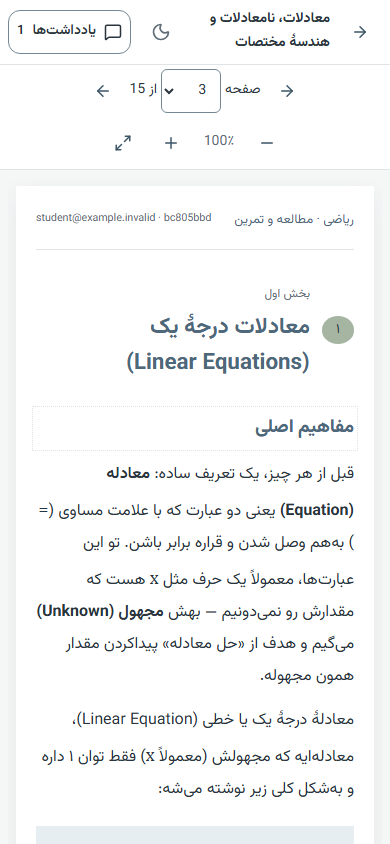 معادلات، نامعادلات و
هندسهٔ مختصات
یادداشت‌ها 1
صفحه 3 از 15
100٪
ریاضی · مطالعه و تمرین
student@example.invalid · bc805bbd
بخش اول
۱
معادلات درجهٔ یک
(Linear Equations)
مفاهیم اصلی
قبل از هر چیز، یک تعریف ساده: معادله
(Equation) یعنی دو عبارت که با علامت مساوی (=
) به‌هم وصل شدن و قراره برابر باشن. تو این
عبارت‌ها، معمولاً یک حرف مثل x هست که
مقدارش رو نمی‌دونیم — بهش مجهول (Unknown)
می‌گیم و هدف از «حل معادله» پیداکردن مقدار
همون مجهوله.
معادلهٔ درجهٔ یک یا خطی (Linear Equation)،
معادله‌ایه که مجهولش (معمولاً x) فقط توان ۱ داره
و به‌شکل کلی زیر نوشته می‌شه: